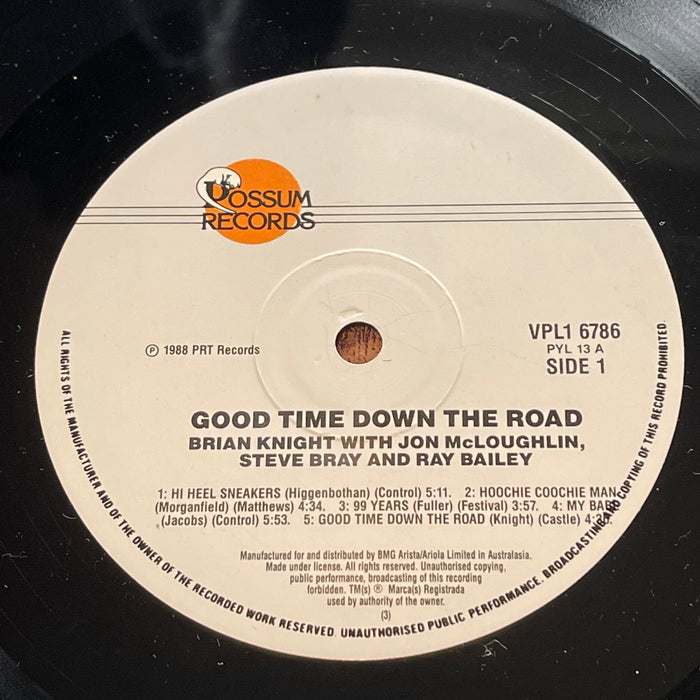 POSSUM
RECORDS
℗ 1988 PRT Records
VPL1 6786
PYL 13 A
SIDE 1
GOOD TIME DOWN THE ROAD
BRIAN KNIGHT WITH JON McLOUGHLIN,
STEVE BRAY AND RAY BAILEY
1: HI HEEL SNEAKERS (Higgenbothan) (Control) 5:11. 2: HOOCHIE COOCHIE MAN
(Morganfield) (Matthews) 4:34. 3: 99 YEARS (Fuller) (Festival) 3:57. 4: MY BABE
(Jacobs) (Control) 5:53. 5: GOOD TIME DOWN THE ROAD (Knight) (Castle)
Manufactured for and distributed by BMG Arista/Ariola Limited in Australasia.
Made under license. All rights reserved. Unauthorised copying,
public performance, broadcasting of this recording
forbidden. TM(s) ® Marca(s) Registrada
used by authority of the owner.
(3)
ALL RIGHTS OF THE MANUFACTURER AND OF THE OWNER OF THE RECORDED WORK RESERVED. UNAUTHORISED PUBLIC PERFORMANCE, BROADCASTING AND COPYING OF THIS RECORD PROHIBITED.